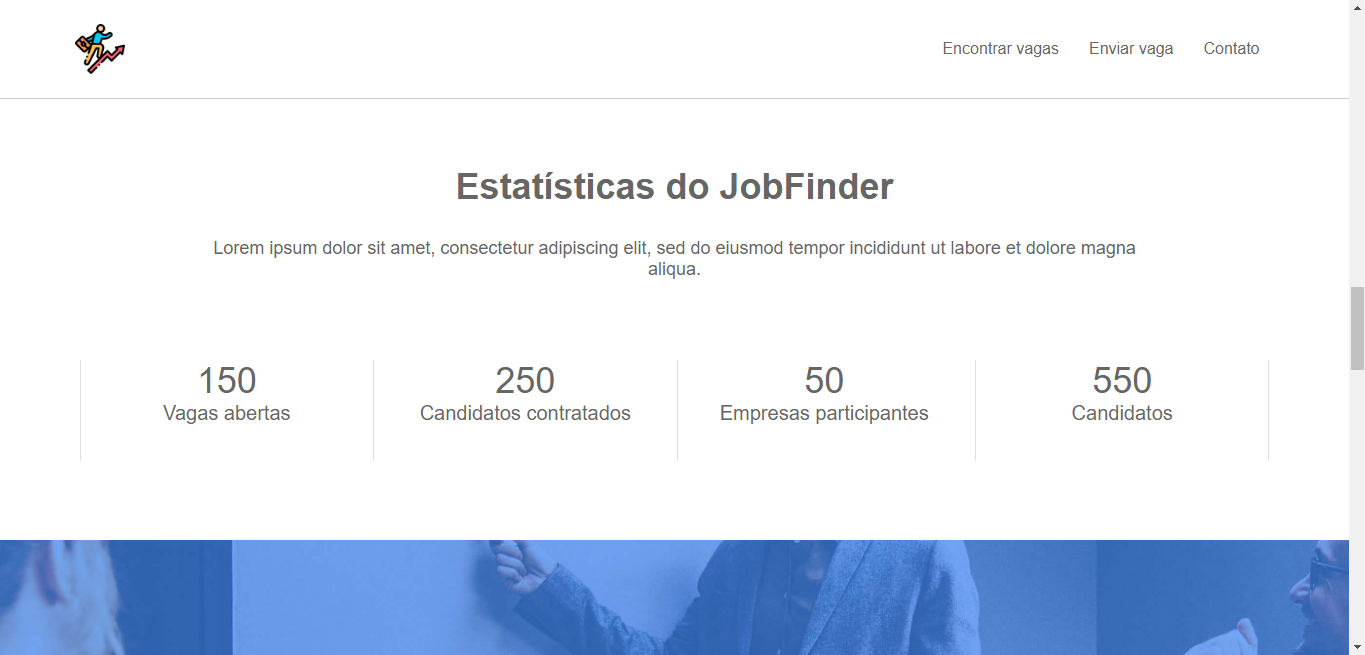 Encontrar vagas Enviar vaga Contato
Estatísticas do JobFinder
Lorem ipsum dolor sit amet, consectetur adipiscing elit, sed do eiusmod tempor incididunt ut labore et dolore magna
aliqua.
150 250 50 550
Vagas abertas Candidatos contratados Empresas participantes Candidatos